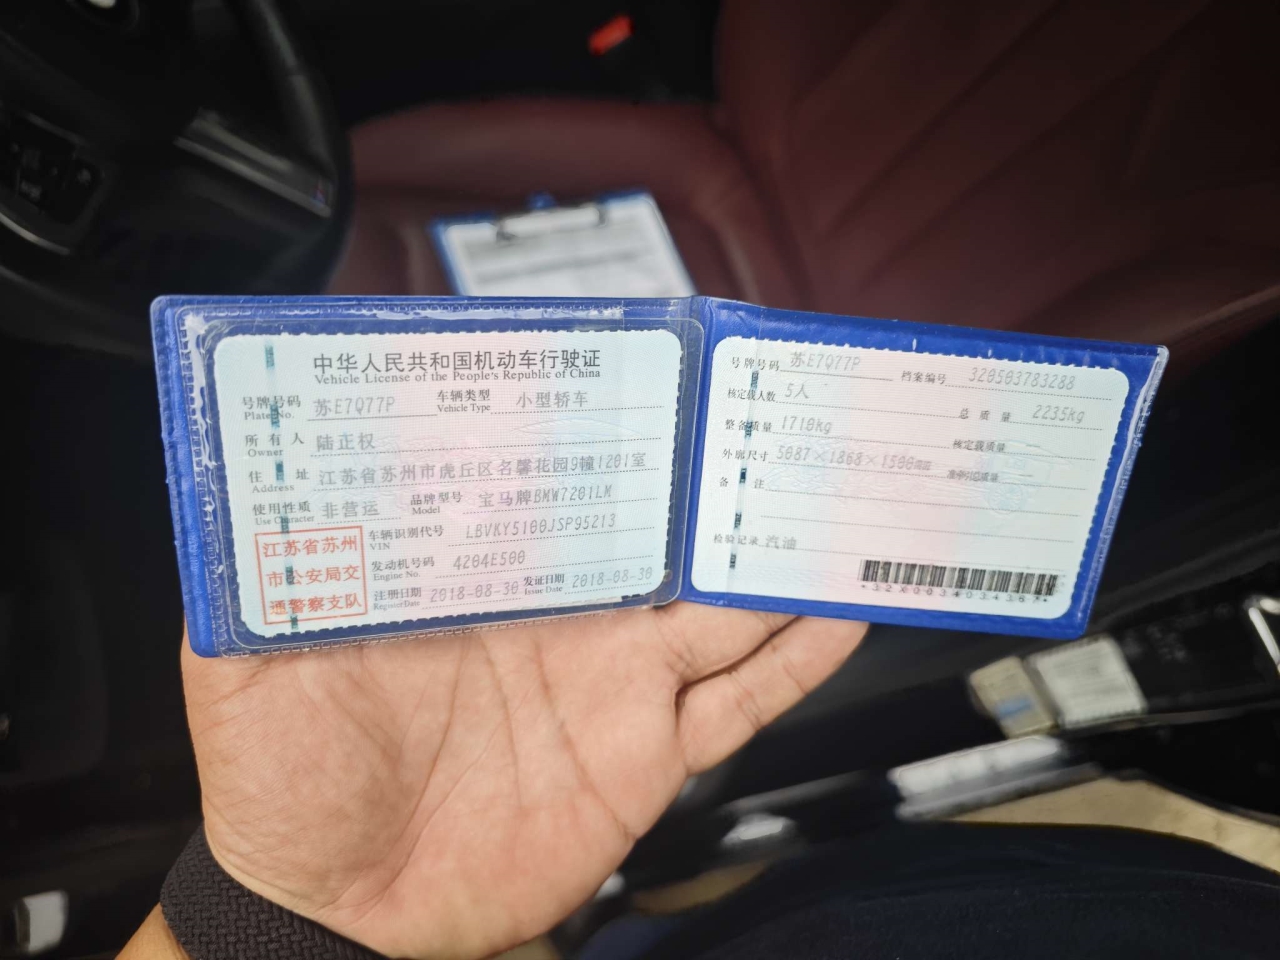 中华人民共和国机动车行驶证
Vehicle License of the People's Republic of China
号牌号码 苏E7Q77P 车辆类型 小型轿车
Plate No. Vehicle Type
所有人 陆正权
Owner
住址 江苏省苏州市虎丘区名馨花园9幢1201室
Address
使用性质 非营运 品牌型号 宝马牌BMW7201LM
Use Character Model
江苏省苏州
市公安局交
通警察支队
车辆识别代号 LBVKY5100JSP95213
VIN
发动机号码 4204E500
Engine No.
注册日期 2018-08-30 发证日期 2018-08-30
Register Date Issue Date
号牌号码 苏E7Q77P 档案编号 320503783288
核定载人数 5人 总质量 2235kg
整备质量 1710kg 核定载质量
外廓尺寸 5087×1868×1500mm 准牵引总质量
备注
检验记录 汽油